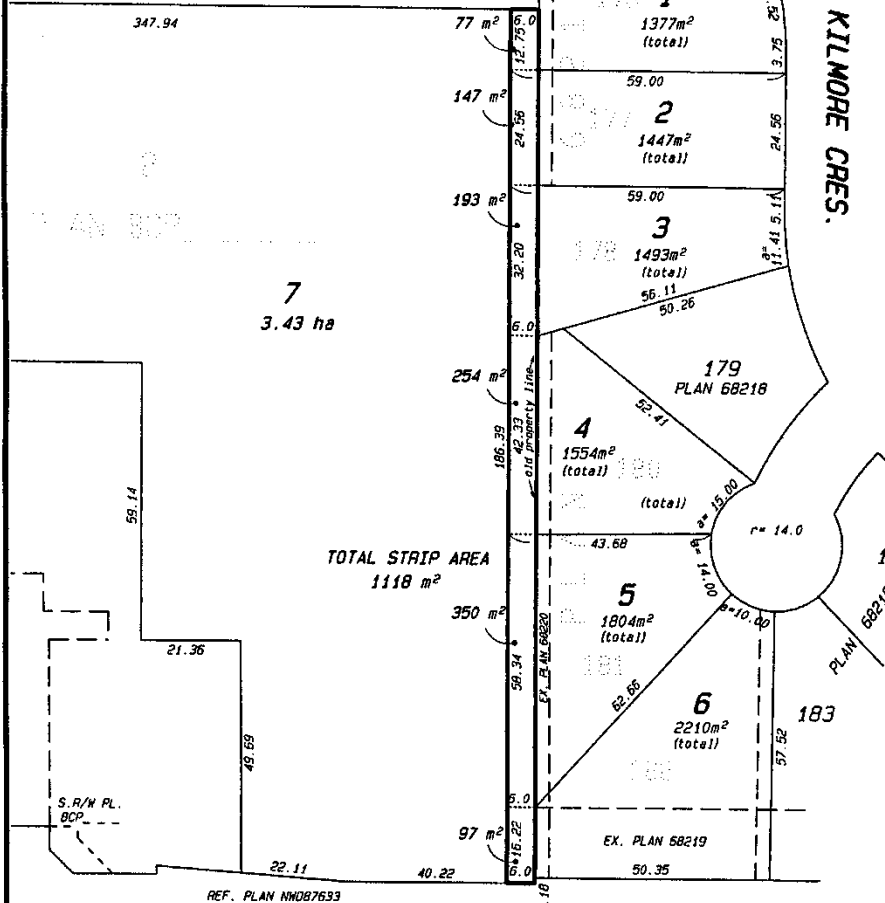 KILMORE CRES.
347.94
77 m²
6.0
12.75
1377m²
(total)
3.75
59.00
147 m²
24.56
177
2
1447m²
(total)
24.56
193 m²
59.00
5.11
a= 11.41
32.20
178
3
1493m²
(total)
56.11
50.26
7
3.43 ha
6.0
254 m²
186.39
42.33
old property line
52.41
179
PLAN 68218
4
1554m²
(total)
180
(total)
a= 15.00
r= 14.0
59.14
43.68
a= 14.00
TOTAL STRIP AREA
1118 m²
350 m²
58.34
EX. PLAN 68220
5
1804m²
(total)
181
a=10.00
PLAN 68218
21.36
62.66
6
2210m²
(total)
183
57.52
49.69
S.R/W PL.
BCP
6.0
97 m²
16.22
6.0
EX. PLAN 68219
50.35
22.11
40.22
REF. PLAN NWD87633
.18